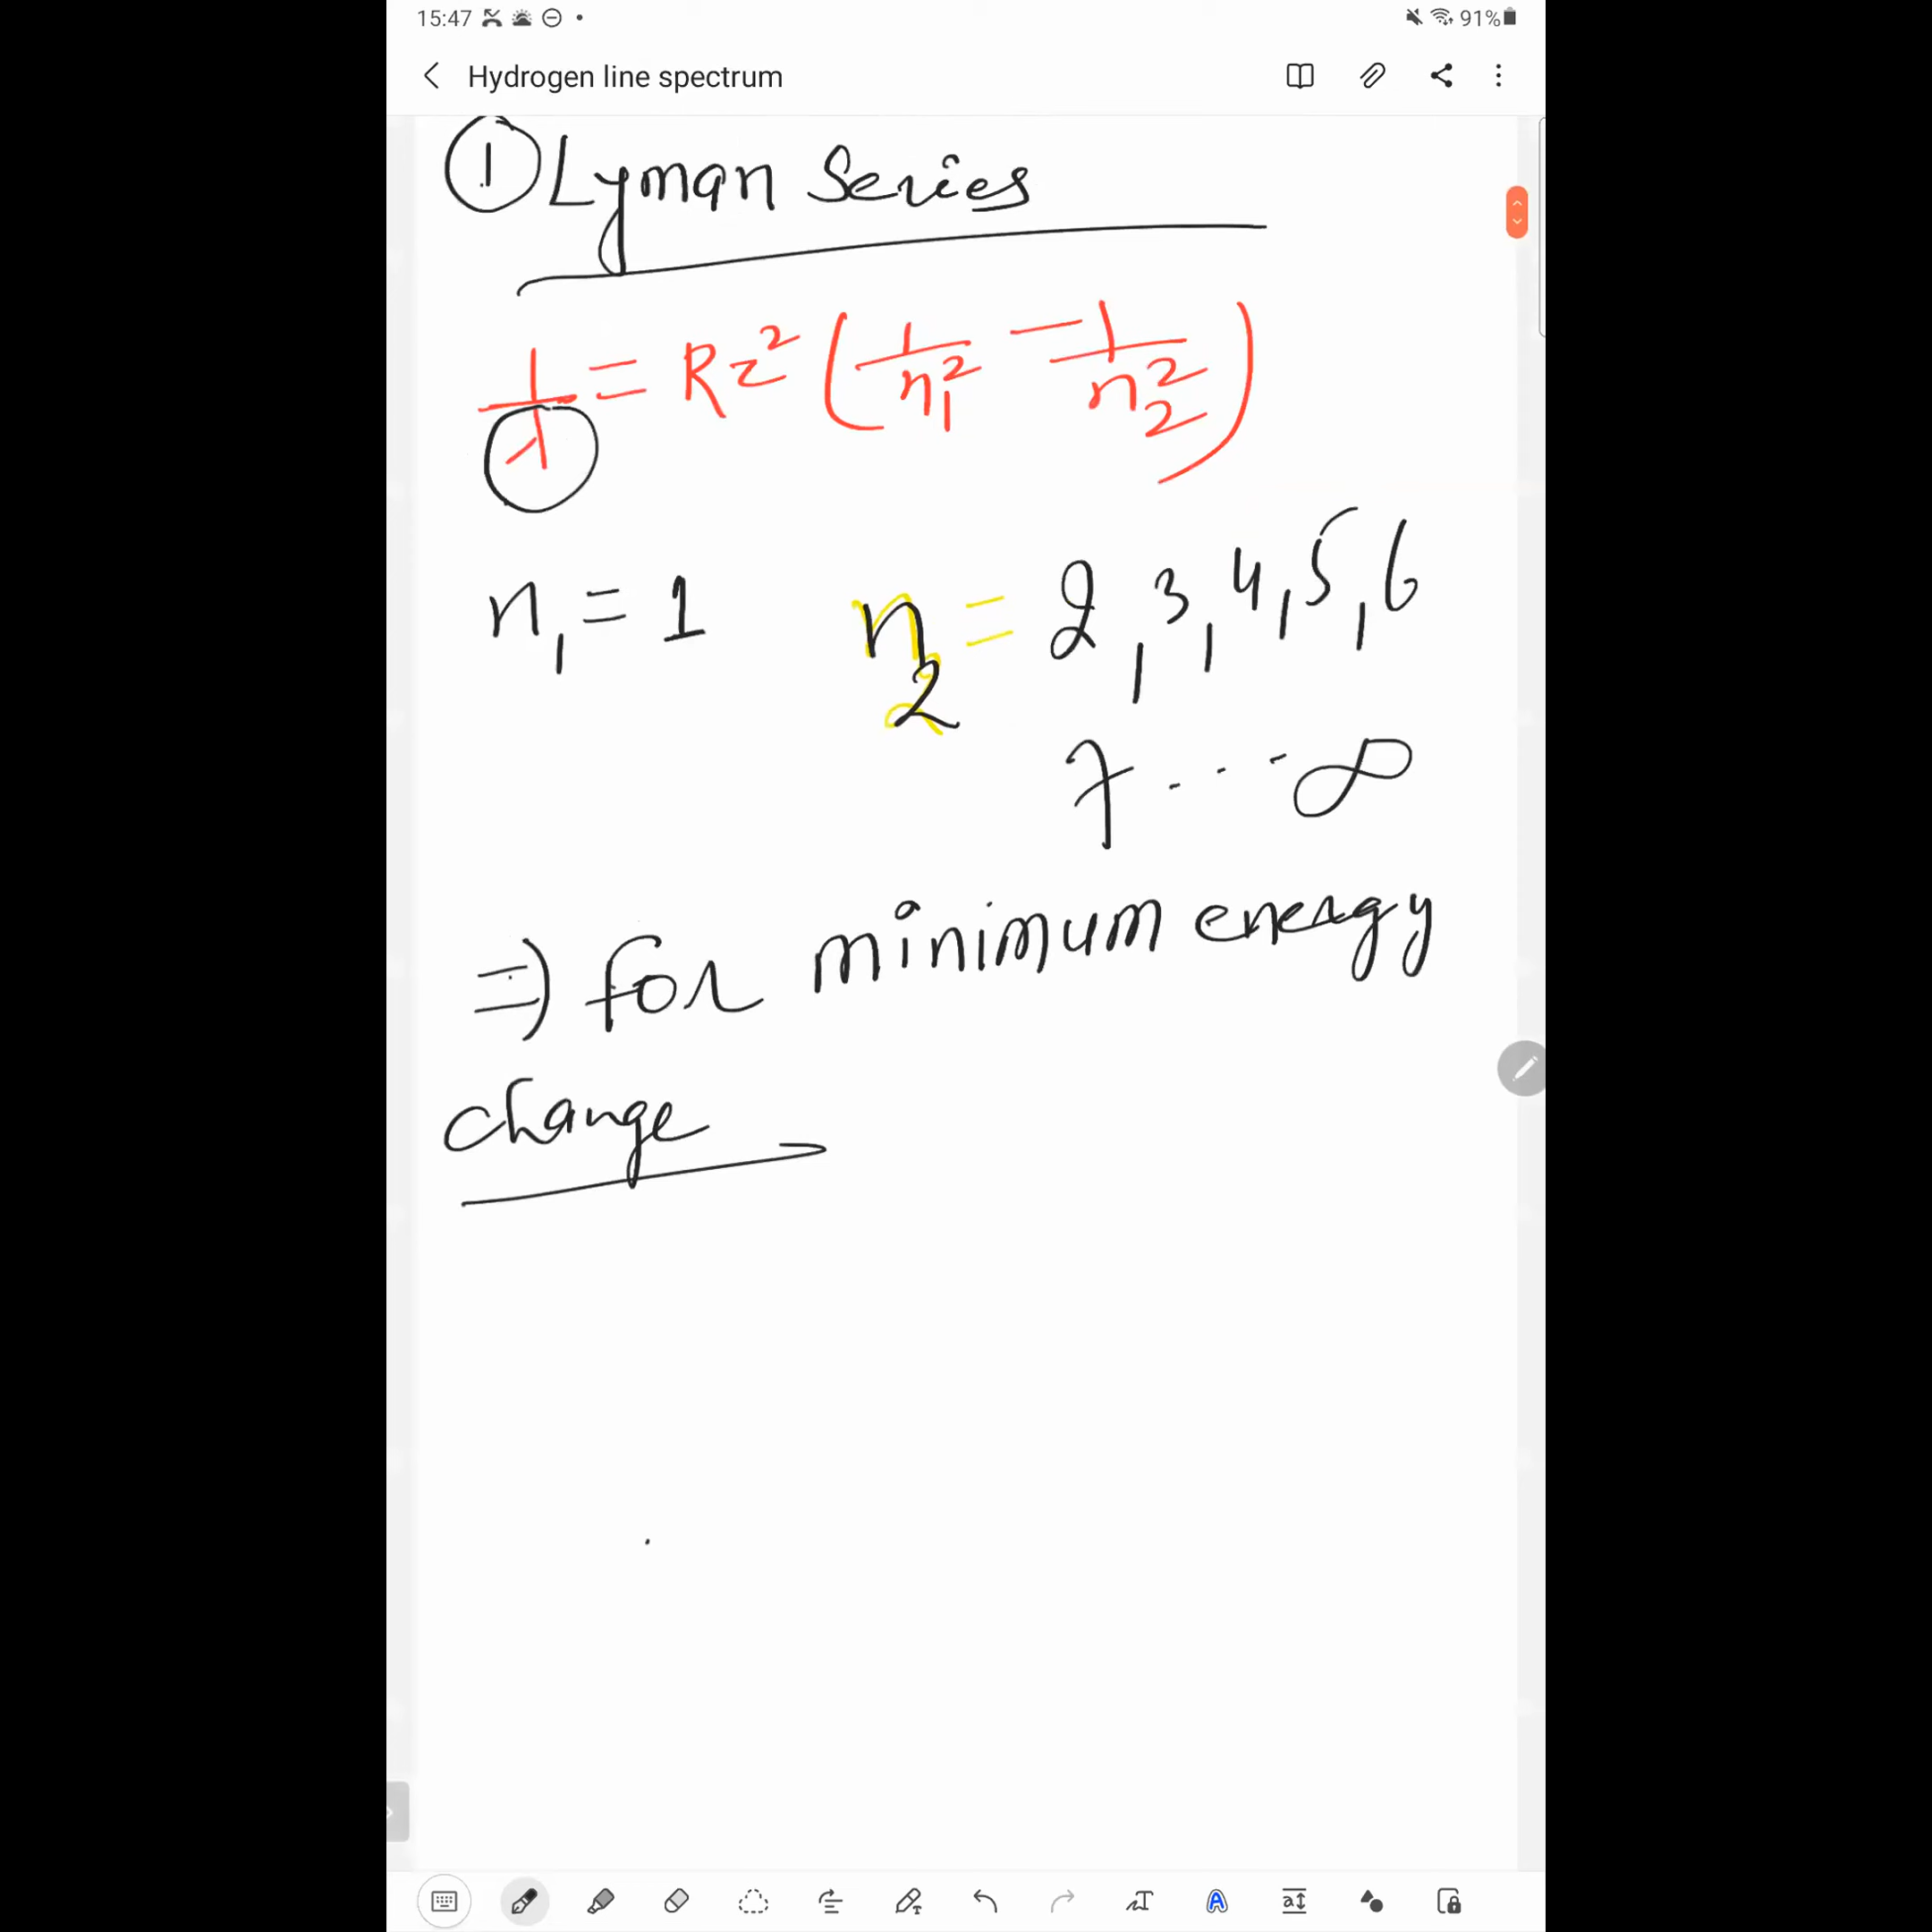 15:47 91%
Hydrogen line spectrum
① Lyman Series
1/λ = Rz² (1/n₁² − 1/n₂²)
n₁ = 1 n₂ = 2, 3, 4, 5, 6
7 . . . ∞
⇒ for minimum energy
change